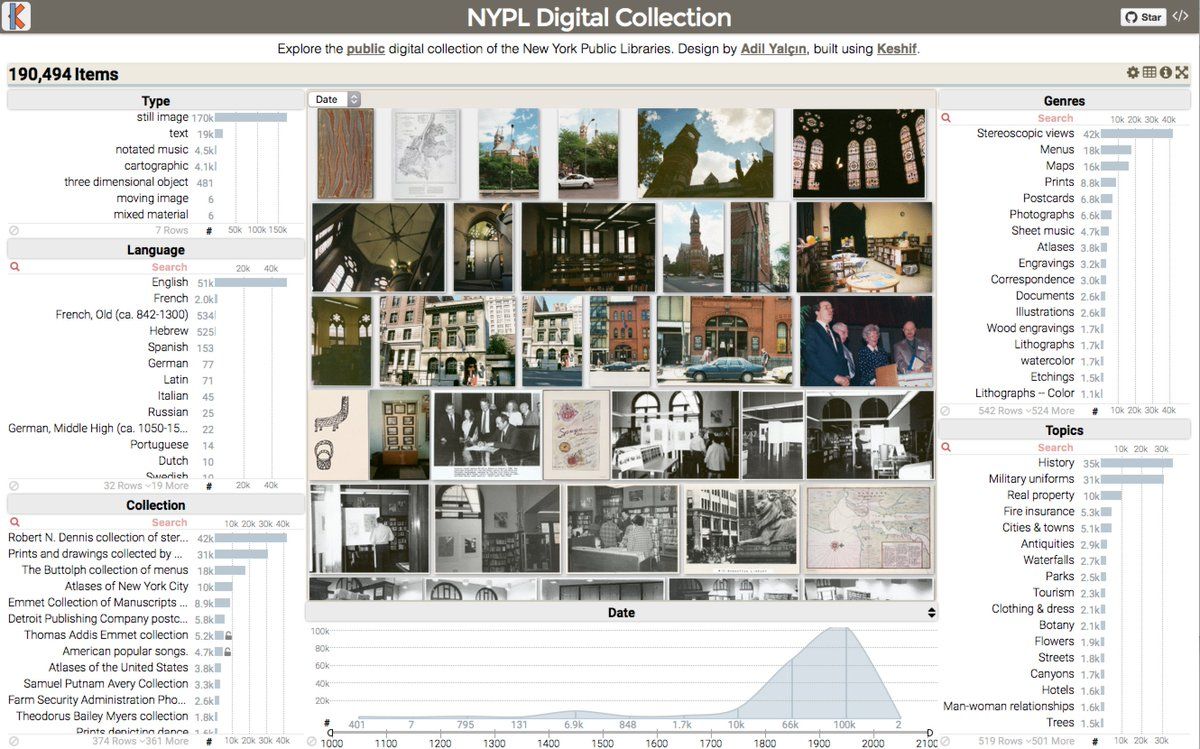 NYPL Digital Collection
Star
Explore the public digital collection of the New York Public Libraries. Design by Adil Yalçın, built using Keshif.
190,494 Items
Type
still image 170k
text 19k
notated music 4.5k
cartographic 4.1k
three dimensional object 481
moving image 6
mixed material 6
7 Rows # 50k 100k 150k
Language
Search 20k 40k
English 51k
French 2.0k
French, Old (ca. 842-1300) 534
Hebrew 525
Spanish 153
German 77
Latin 71
Italian 45
Russian 25
German, Middle High (ca. 1050-15... 22
Portuguese 14
Dutch 10
Swedish 10
32 Rows 19 More # 20k 40k
Collection
Search 10k 20k 30k 40k
Robert N. Dennis collection of ster... 42k
Prints and drawings collected by ... 31k
The Buttolph collection of menus 18k
Atlases of New York City 10k
Emmet Collection of Manuscripts ... 8.9k
Detroit Publishing Company postc... 5.8k
Thomas Addis Emmet collection 5.2k
American popular songs. 4.7k
Atlases of the United States 3.8k
Samuel Putnam Avery Collection 3.3k
Farm Security Administration Pho... 2.6k
Theodorus Bailey Myers collection 1.8k
Prints depicting dance 1.6k
374 Rows 361 More # 10k 20k 30k 40k
Date
Date
100k
80k
60k
40k
20k
# 401 7 795 131 6.9k 848 1.7k 10k 66k 100k 2
1000 1100 1200 1300 1400 1500 1600 1700 1800 1900 2000 2100
Genres
Search 10k 20k 30k 40k
Stereoscopic views 42k
Menus 18k
Maps 16k
Prints 8.8k
Postcards 6.8k
Photographs 6.6k
Sheet music 4.7k
Atlases 3.8k
Engravings 3.2k
Correspondence 3.0k
Documents 2.6k
Illustrations 2.6k
Wood engravings 1.7k
Lithographs 1.7k
watercolor 1.7k
Etchings 1.5k
Lithographs -- Color 1.1k
542 Rows 524 More # 10k 20k 30k 40k
Topics
Search 10k 20k 30k
History 35k
Military uniforms 31k
Real property 10k
Fire insurance 5.3k
Cities & towns 5.1k
Antiquities 2.9k
Waterfalls 2.7k
Parks 2.5k
Tourism 2.3k
Clothing & dress 2.1k
Botany 2.1k
Flowers 1.9k
Streets 1.8k
Canyons 1.7k
Hotels 1.6k
Man-woman relationships 1.6k
Trees 1.5k
519 Rows 501 More # 10k 20k 30k